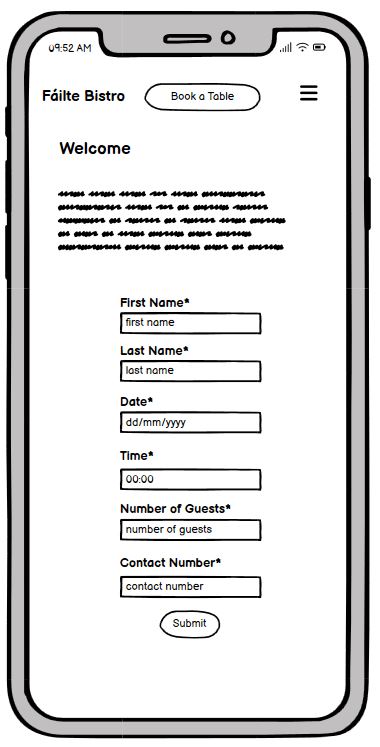 09:52 AM
Fáilte Bistro
Book a Table
Welcome
First Name*
first name
Last Name*
last name
Date*
dd/mm/yyyy
Time*
00:00
Number of Guests*
number of guests
Contact Number*
contact number
Submit